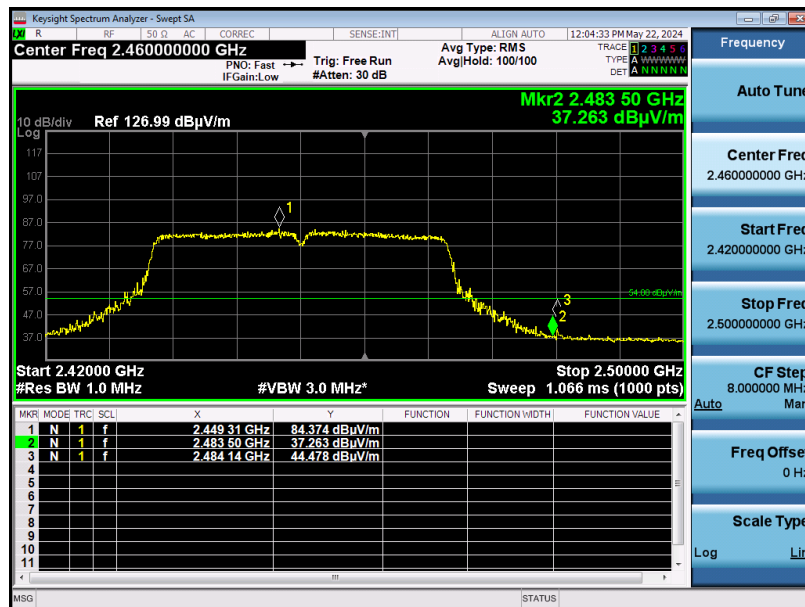 Keysight Spectrum Analyzer - Swept SA
LXI R RF 50 Ω AC CORREC SENSE:INT ALIGN AUTO 12:04:33 PM May 22, 2024
Center Freq 2.460000000 GHz
PNO: Fast
IFGain:Low
Trig: Free Run
#Atten: 30 dB
Avg Type: RMS
Avg|Hold: 100/100
TRACE 1 2 3 4 5 6
TYPE A W W W W W
DET A N N N N N
Mkr2 2.483 50 GHz
37.263 dBµV/m
10 dB/div Ref 126.99 dBµV/m
Log
117
107
97.0
87.0
77.0
67.0
57.0
47.0
37.0
1
54.00 dBµV/m
3
2
Start 2.42000 GHz Stop 2.50000 GHz
#Res BW 1.0 MHz #VBW 3.0 MHz* Sweep 1.066 ms (1000 pts)
MKR MODE TRC SCL X Y FUNCTION FUNCTION WIDTH FUNCTION VALUE
1 N 1 f 2.449 31 GHz 84.374 dBµV/m
2 N 1 f 2.483 50 GHz 37.263 dBµV/m
3 N 1 f 2.484 14 GHz 44.478 dBµV/m
4
5
6
7
8
9
10
11
MSG STATUS
Frequency
Auto Tune
Center Freq
2.460000000 GHz
Start Freq
2.420000000 GHz
Stop Freq
2.500000000 GHz
CF Step
8.000000 MHz
Auto Man
Freq Offset
0 Hz
Scale Type
Log Lin